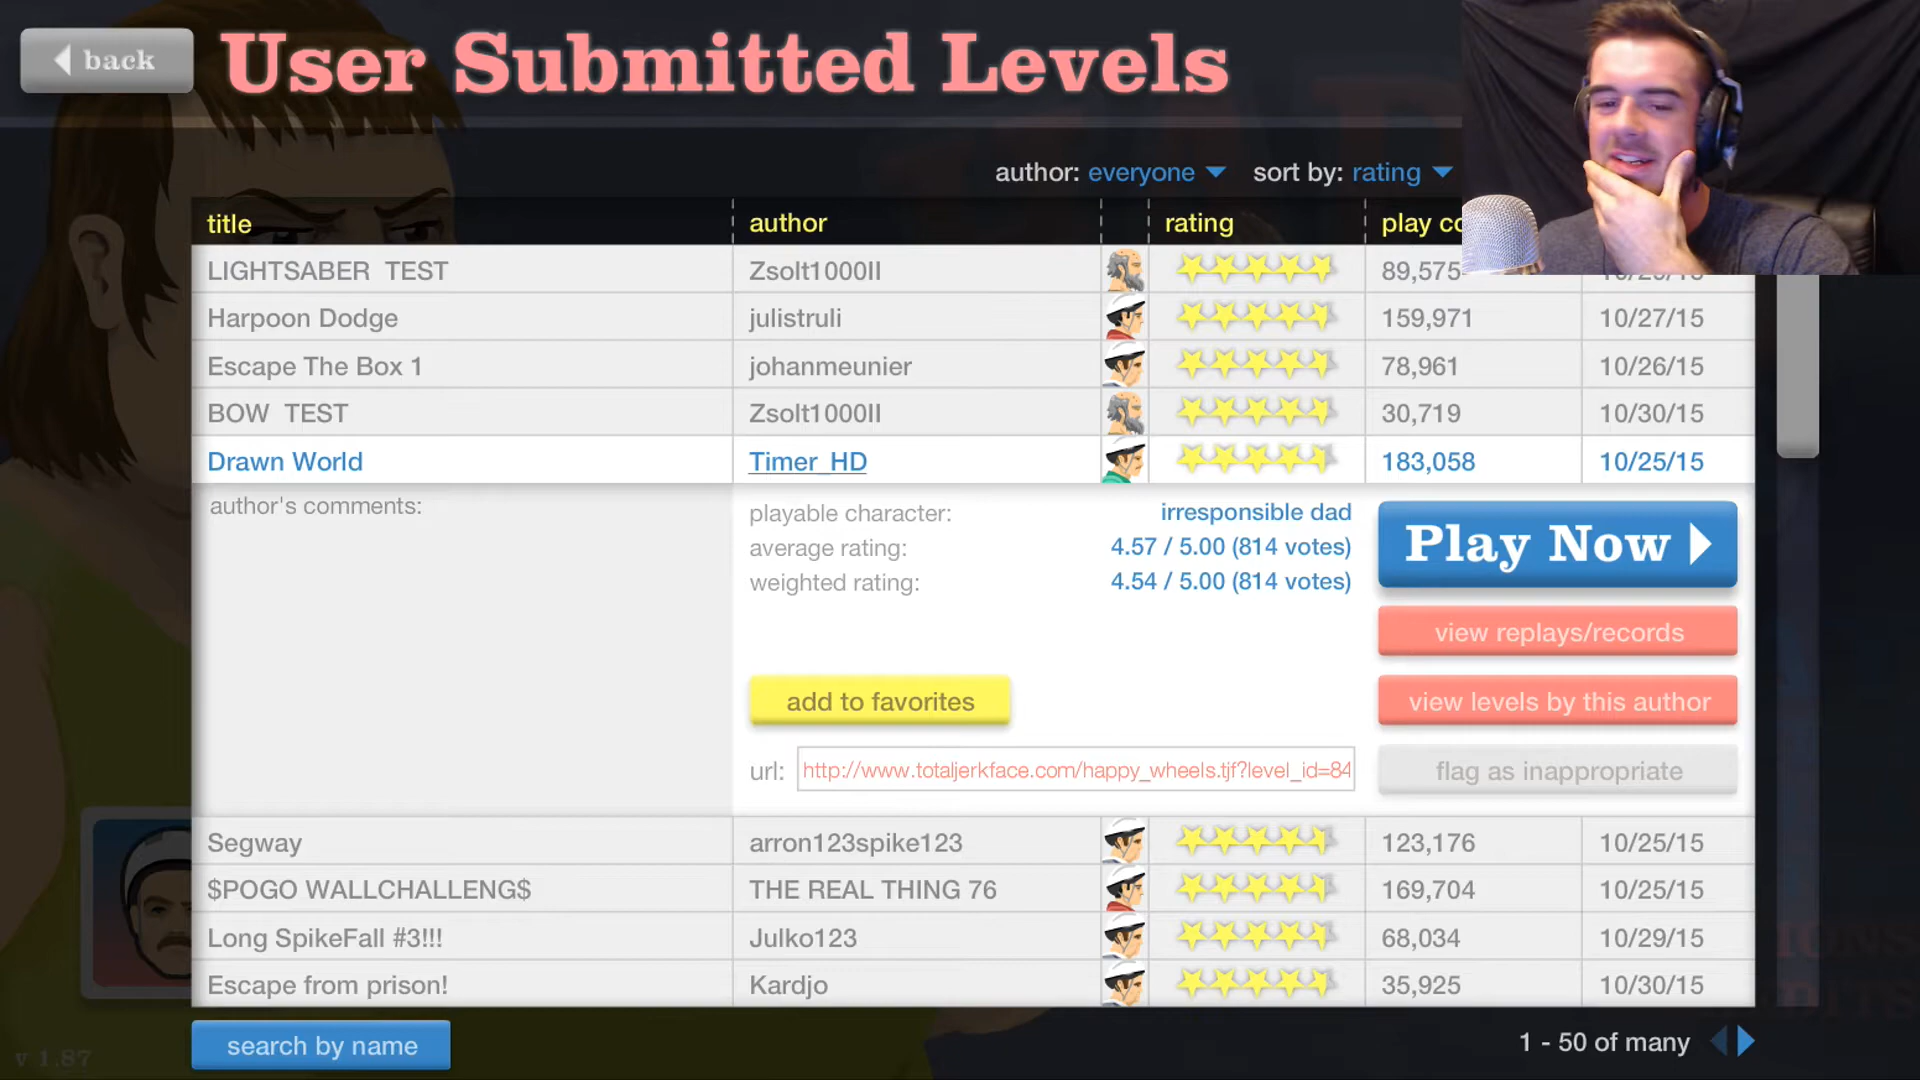 back
User Submitted Levels
author: everyone sort by: rating
title author rating play
LIGHTSABER TEST Zsolt1000II 89,575
Harpoon Dodge julistruli 159,971 10/27/15
Escape The Box 1 johanmeunier 78,961 10/26/15
BOW TEST Zsolt1000II 30,719 10/30/15
Drawn World Timer_HD 183,058 10/25/15
author's comments:
playable character: irresponsible dad
average rating: 4.57 / 5.00 (814 votes)
weighted rating: 4.54 / 5.00 (814 votes)
Play Now
view replays/records
add to favorites
view levels by this author
url: http://www.totaljerkface.com/happy_wheels.tjf?level_id=84
flag as inappropriate
Segway arron123spike123 123,176 10/25/15
$POGO WALLCHALLENG$ THE REAL THING 76 169,704 10/25/15
Long SpikeFall #3!!! Julko123 68,034 10/29/15
Escape from prison! Kardjo 35,925 10/30/15
search by name
1 - 50 of many
v 1.87